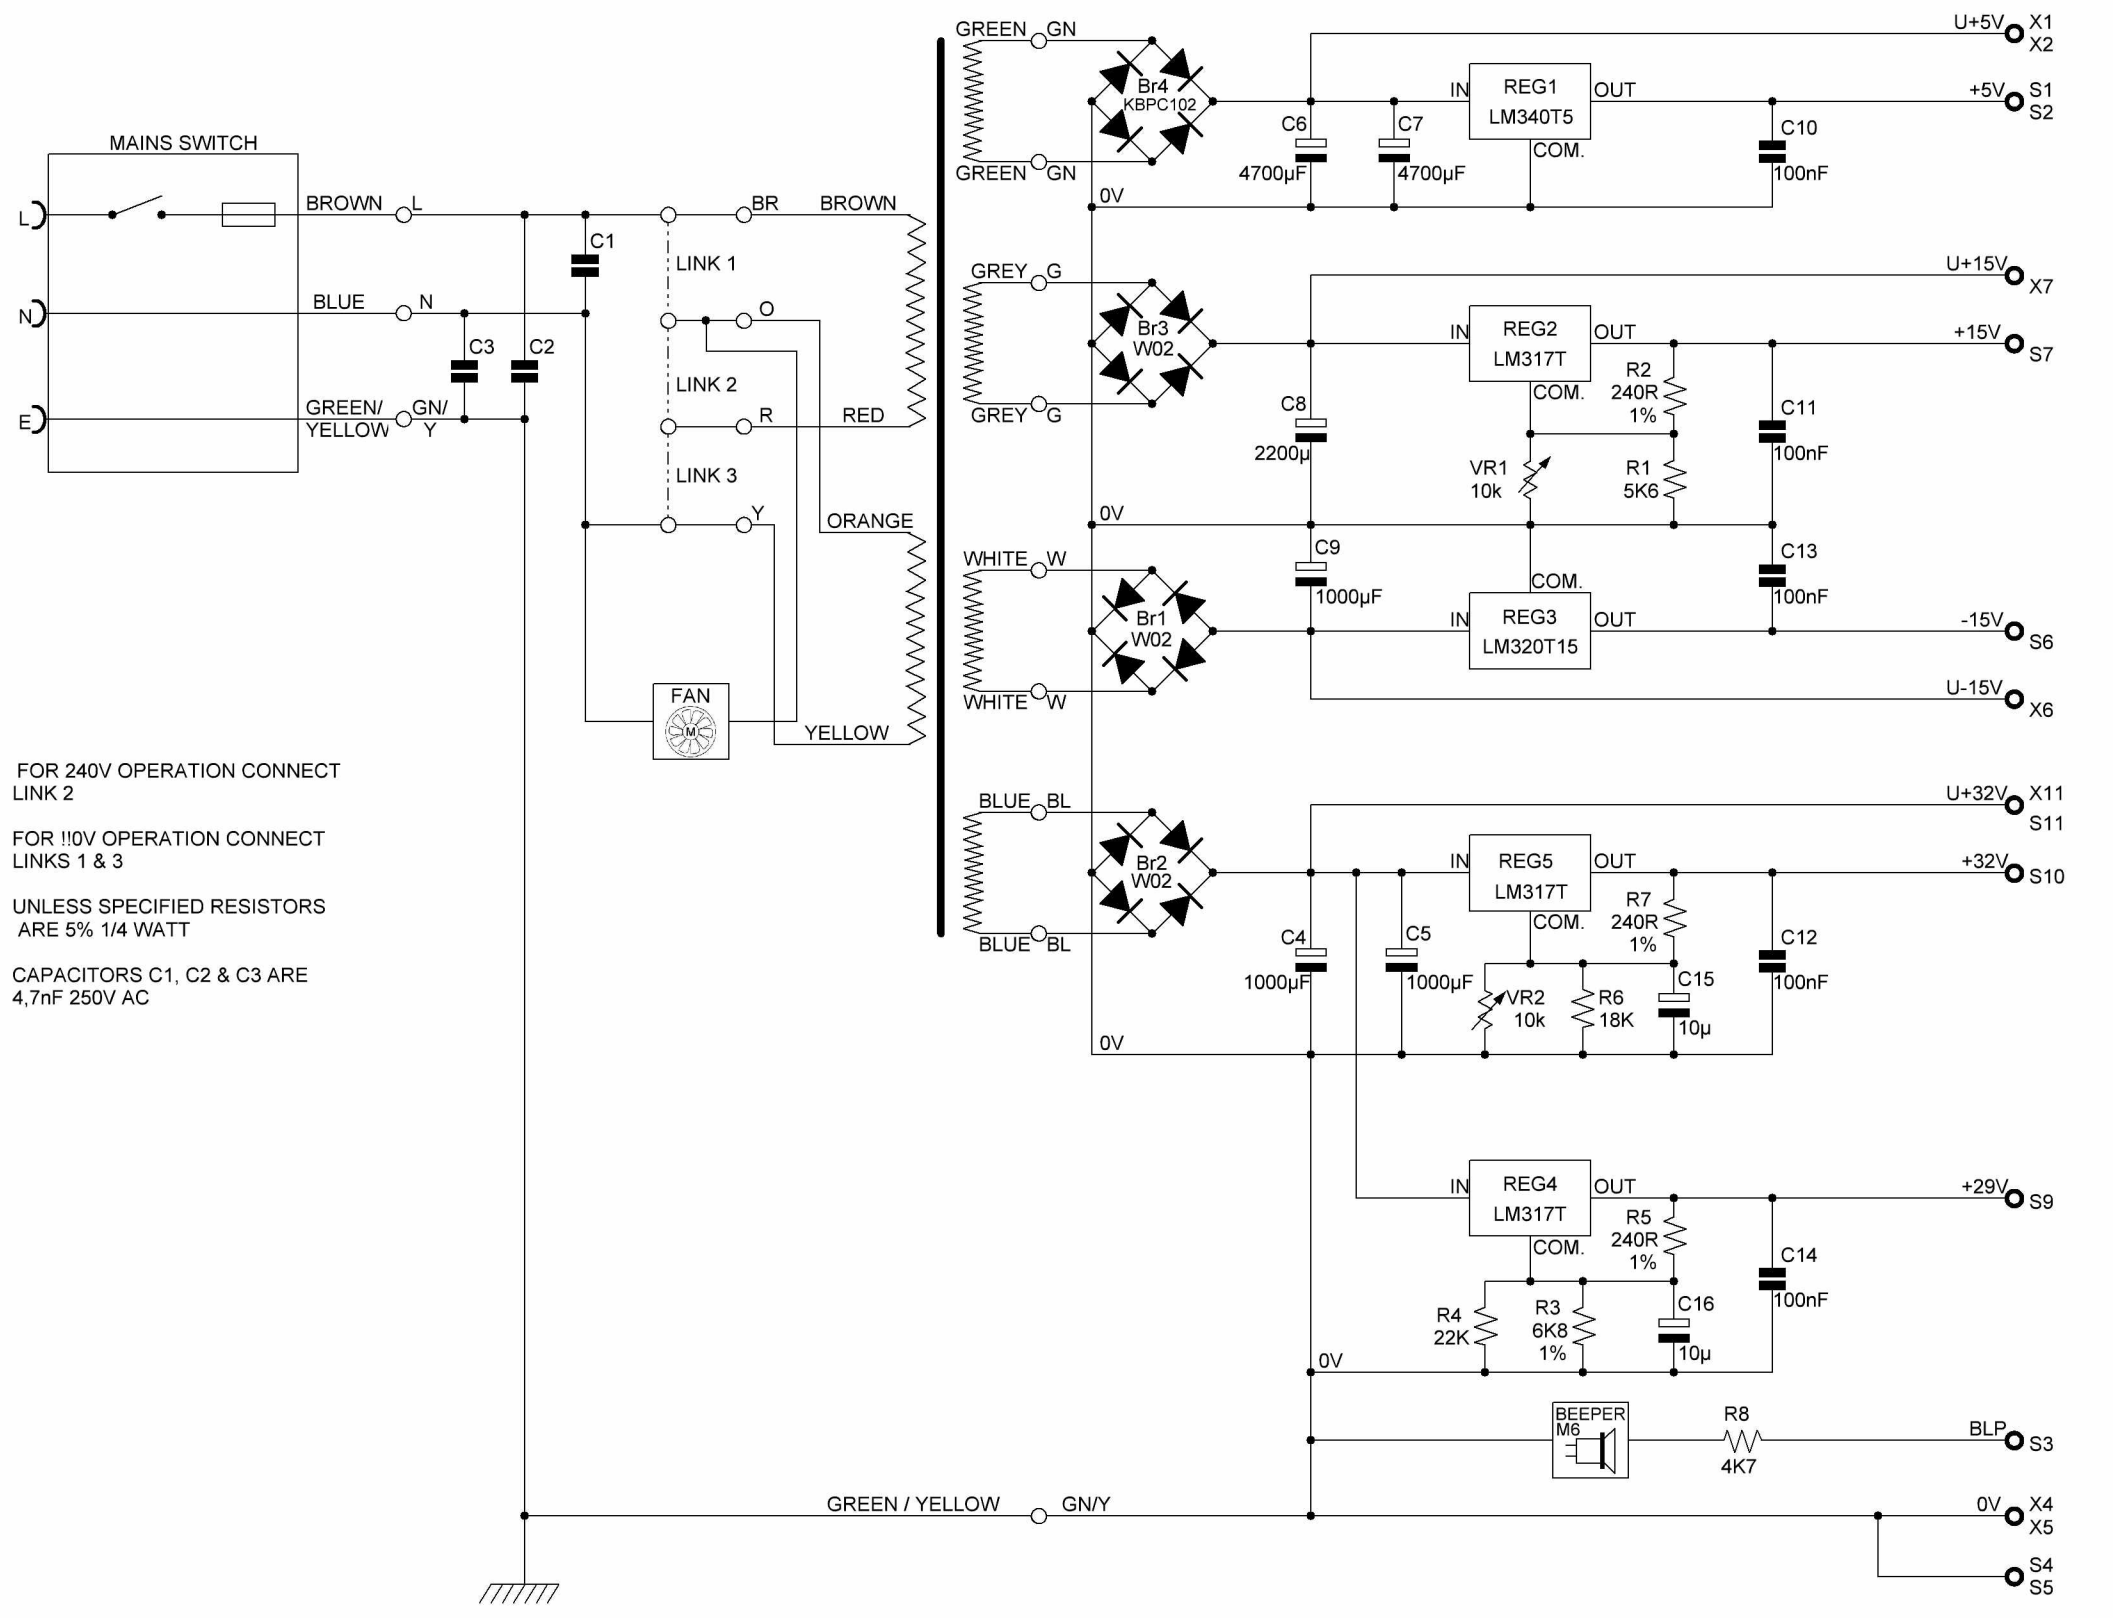 MAINS SWITCH
L
N
E
BROWN
L
BLUE
N
GREEN/
YELLOW
GN/
Y
C1
C3
C2
LINK 1
LINK 2
LINK 3
BR
BROWN
O
R
RED
Y
ORANGE
YELLOW
FAN
M
FOR 240V OPERATION CONNECT
LINK 2
FOR !!0V OPERATION CONNECT
LINKS 1 & 3
UNLESS SPECIFIED RESISTORS
ARE 5% 1/4 WATT
CAPACITORS C1, C2 & C3 ARE
4,7nF 250V AC
GREEN
GN
GREEN
GN
Br4
KBPC102
C6
4700µF
C7
4700µF
0V
IN
REG1
LM340T5
OUT
COM.
C10
100nF
U+5V
X1
X2
+5V
S1
S2
GREY
G
GREY
G
Br3
W02
C8
2200µ
0V
IN
REG2
LM317T
OUT
COM.
R2
240R
1%
VR1
10k
R1
5K6
C11
100nF
U+15V
X7
+15V
S7
WHITE
W
WHITE
W
Br1
W02
C9
1000µF
COM.
IN
REG3
LM320T15
OUT
C13
100nF
-15V
S6
U-15V
X6
BLUE
BL
BLUE
BL
Br2
W02
C4
1000µF
C5
1000µF
0V
IN
REG5
LM317T
OUT
COM.
R7
240R
1%
VR2
10k
R6
18K
C15
10µ
C12
100nF
U+32V
X11
S11
+32V
S10
IN
REG4
LM317T
OUT
COM.
R5
240R
1%
R4
22K
R3
6K8
1%
C16
10µ
C14
100nF
0V
+29V
S9
BEEPER
M6
R8
4K7
BLP
S3
GREEN / YELLOW
GN/Y
0V
X4
X5
S4
S5